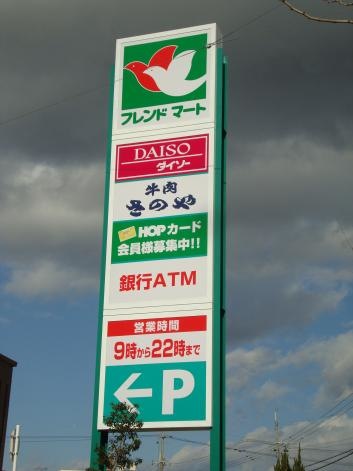 フレンドマート
DAISO
ダイソー
牛肉
さのや
HOPカード
会員様募集中!!
銀行ATM
営業時間
9時から22時まで
←P